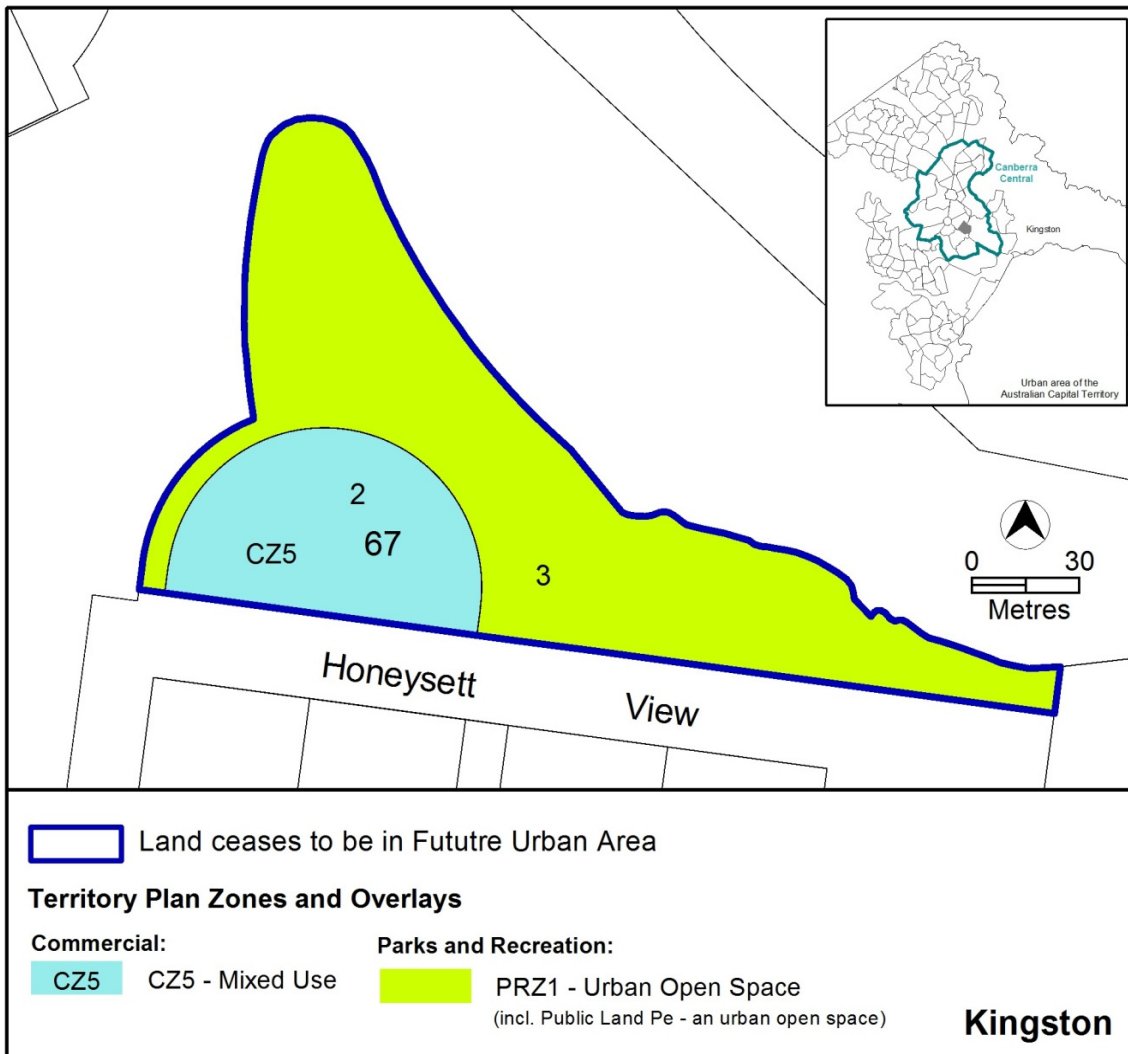 Canberra
Central
Kingston
Urban area of the
Australian Capital Territory
2
67
CZ5
3
0 30
Metres
Honeysett View
Land ceases to be in Fututre Urban Area
Territory Plan Zones and Overlays
Commercial:
CZ5 CZ5 - Mixed Use
Parks and Recreation:
PRZ1 - Urban Open Space
(incl. Public Land Pe - an urban open space)
Kingston